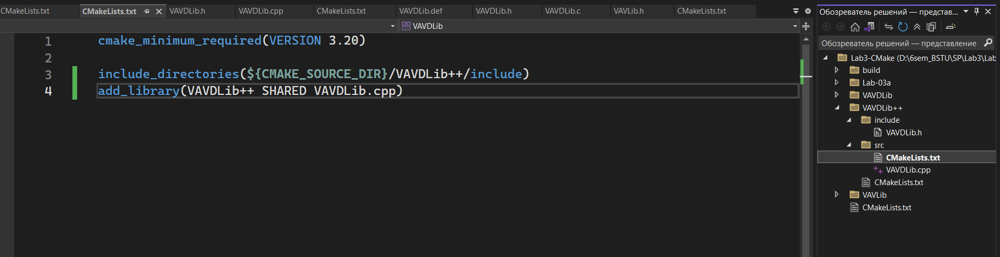 CMakeLists.txt CMakeLists.txt VAVDLib.h VAVDLib.cpp CMakeLists.txt VAVDLib.def VAVDLib.h VAVDLib.c VAVLib.h CMakeLists.txt
VAVDLib
1 cmake_minimum_required(VERSION 3.20)
2
3 include_directories(${CMAKE_SOURCE_DIR}/VAVDLib++/include)
4 add_library(VAVDLib++ SHARED VAVDLib.cpp)
Обозреватель решений — представ...
Обозреватель решений — представление
Lab3-CMake (D:\6sem_BSTU\SP\Lab3\Lab
build
Lab-03a
VAVDLib
VAVDLib++
include
VAVDLib.h
src
CMakeLists.txt
VAVDLib.cpp
CMakeLists.txt
VAVLib
CMakeLists.txt